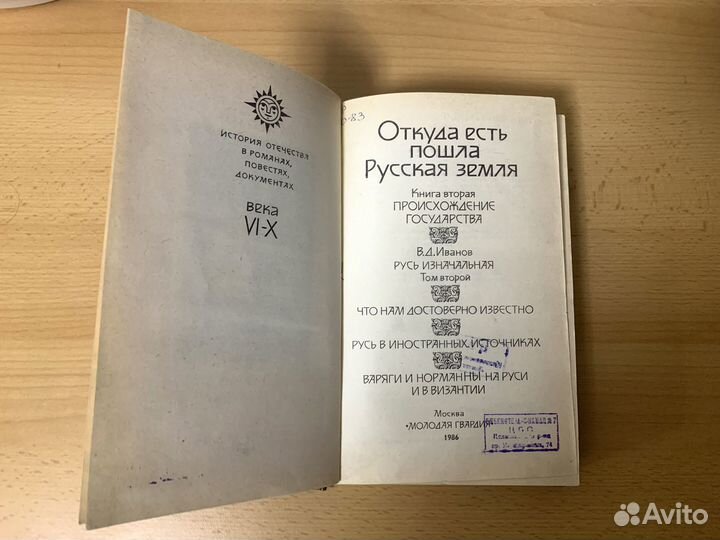 ИСТОРИЯ ОТЕЧЕСТВА
В РОМАНАХ,
ПОВЕСТЯХ,
ДОКУМЕНТАХ
ВЕКА
VI-X
-83
Откуда есть
пошла
Русская земля
Книга вторая
ПРОИСХОЖДЕНИЕ
ГОСУДАРСТВА
В.Д.Иванов
РУСЬ ИЗНАЧАЛЬНАЯ
Том второй
ЧТО НАМ ДОСТОВЕРНО ИЗВЕСТНО
РУСЬ В ИНОСТРАННЫХ ИСТОЧНИКАХ
ВАРЯГИ И НОРМАННЫ НА РУСИ
И В ВИЗАНТИИ
Москва
«МОЛОДАЯ ГВАРДИЯ»
1986
74
Avito